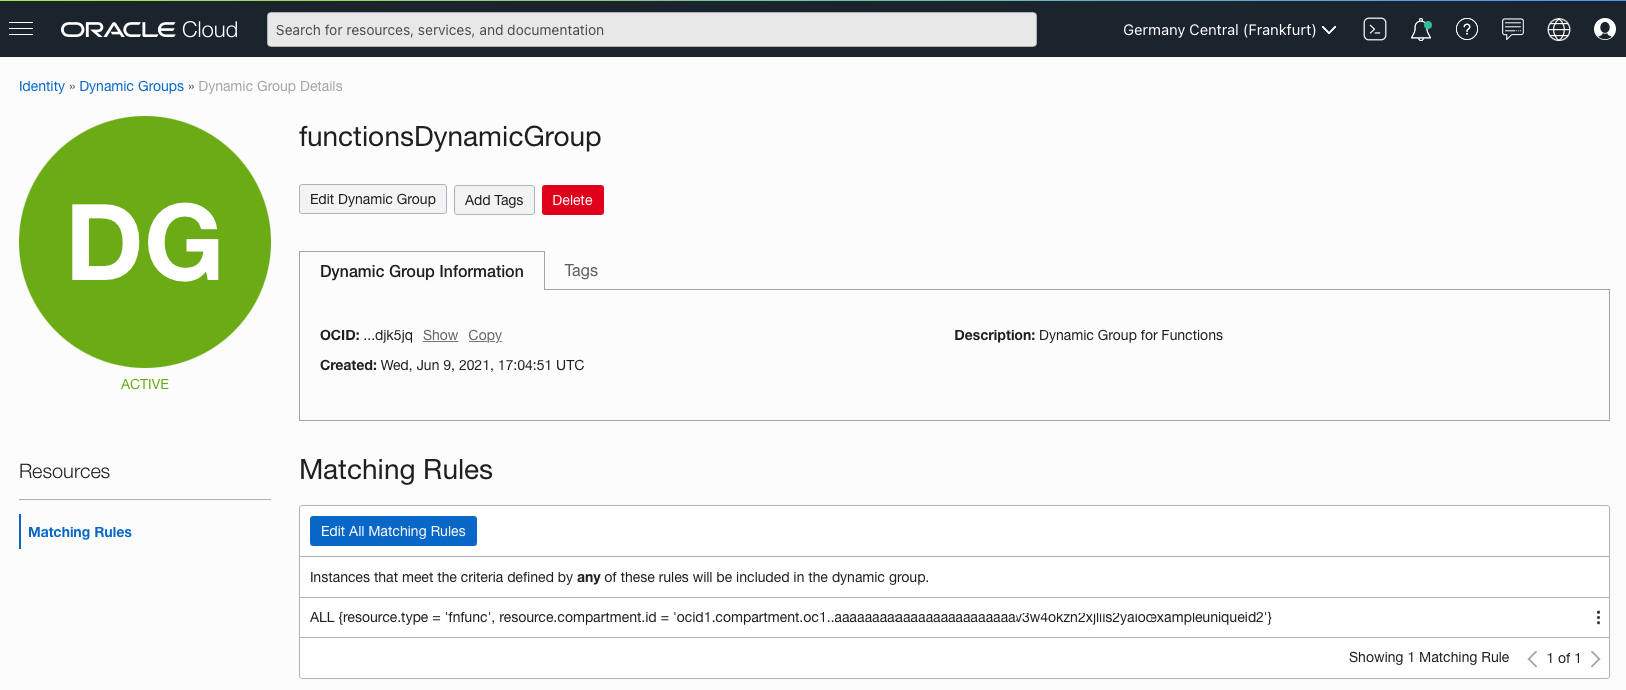 ORACLE Cloud
Search for resources, services, and documentation
Germany Central (Frankfurt)
Identity » Dynamic Groups » Dynamic Group Details
DG
ACTIVE
functionsDynamicGroup
Edit Dynamic Group Add Tags Delete
Dynamic Group Information Tags
OCID: ...djk5jq Show Copy
Description: Dynamic Group for Functions
Created: Wed, Jun 9, 2021, 17:04:51 UTC
Resources
Matching Rules
Matching Rules
Edit All Matching Rules
Instances that meet the criteria defined by any of these rules will be included in the dynamic group.
ALL {resource.type = 'fnfunc', resource.compartment.id =
Showing 1 Matching Rule 1 of 1